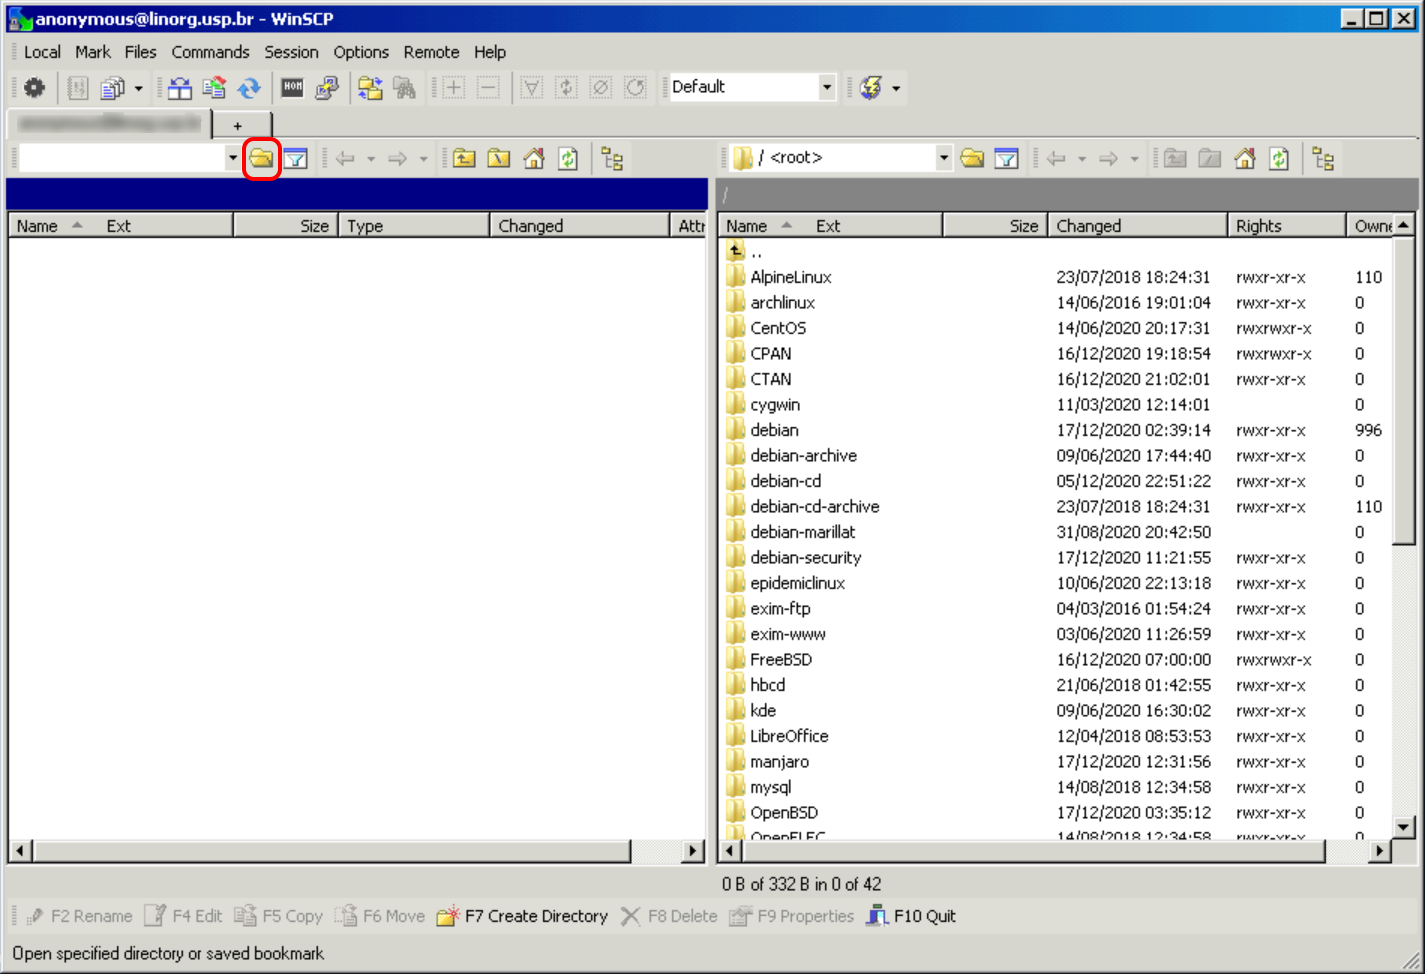 anonymous@linorg.usp.br - WinSCP
Local Mark Files Commands Session Options Remote Help
Default
+
/ <root>
/
Name Ext Size Type Changed Attr
Name Ext Size Changed Rights Owne
..
AlpineLinux 23/07/2018 18:24:31 rwxr-xr-x 110
archlinux 14/06/2016 19:01:04 rwxr-xr-x 0
CentOS 14/06/2020 20:17:31 rwxrwxr-x 0
CPAN 16/12/2020 19:18:54 rwxrwxr-x 0
CTAN 16/12/2020 21:02:01 rwxr-xr-x 0
cygwin 11/03/2020 12:14:01 0
debian 17/12/2020 02:39:14 rwxr-xr-x 996
debian-archive 09/06/2020 17:44:40 rwxr-xr-x 0
debian-cd 05/12/2020 22:51:22 rwxr-xr-x 0
debian-cd-archive 23/07/2018 18:24:31 rwxr-xr-x 110
debian-marillat 31/08/2020 20:42:50 0
debian-security 17/12/2020 11:21:55 rwxr-xr-x 0
epidemiclinux 10/06/2020 22:13:18 rwxr-xr-x 0
exim-ftp 04/03/2016 01:54:24 rwxr-xr-x 0
exim-www 03/06/2020 11:26:59 rwxr-xr-x 0
FreeBSD 16/12/2020 07:00:00 rwxrwxr-x 0
hbcd 21/06/2018 01:42:55 rwxr-xr-x 0
kde 09/06/2020 16:30:02 rwxr-xr-x 0
LibreOffice 12/04/2018 08:53:53 rwxr-xr-x 0
manjaro 17/12/2020 12:31:56 rwxr-xr-x 0
mysql 14/08/2018 12:34:58 rwxr-xr-x 0
OpenBSD 17/12/2020 03:35:12 rwxr-xr-x 0
OpenELEC 14/08/2018 12:34:58 rwxr-xr-x 0
0 B of 332 B in 0 of 42
F2 Rename F4 Edit F5 Copy F6 Move F7 Create Directory F8 Delete F9 Properties F10 Quit
Open specified directory or saved bookmark